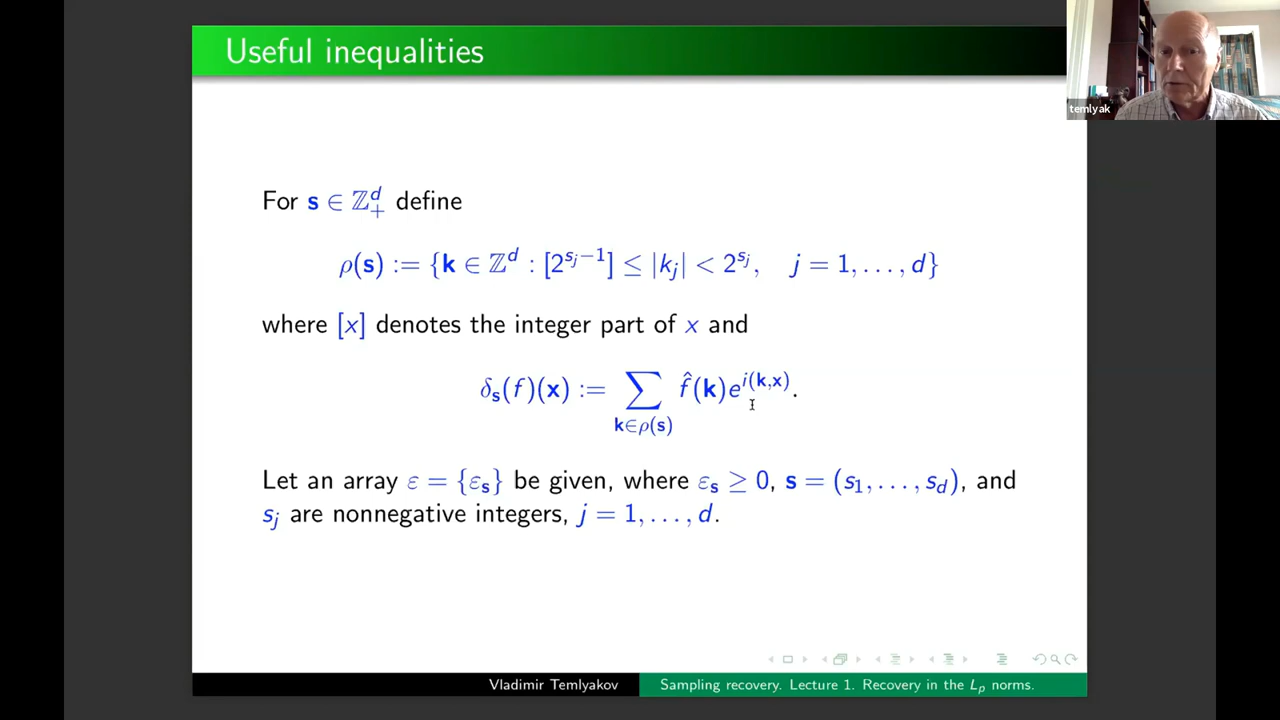 Useful inequalities
temlyak
For s ∈ ℤ₊ᵈ define
ρ(s) := {k ∈ ℤᵈ : [2^{s_j−1}] ≤ |k_j| < 2^{s_j}, j = 1, . . . , d}
where [x] denotes the integer part of x and
δ_s(f)(x) := ∑_{k∈ρ(s)} f̂(k)e^{i(k,x)}.
Let an array ε = {ε_s} be given, where ε_s ≥ 0, s = (s₁, . . . , s_d), and
s_j are nonnegative integers, j = 1, . . . , d.
Vladimir Temlyakov Sampling recovery. Lecture 1. Recovery in the L_p norms.